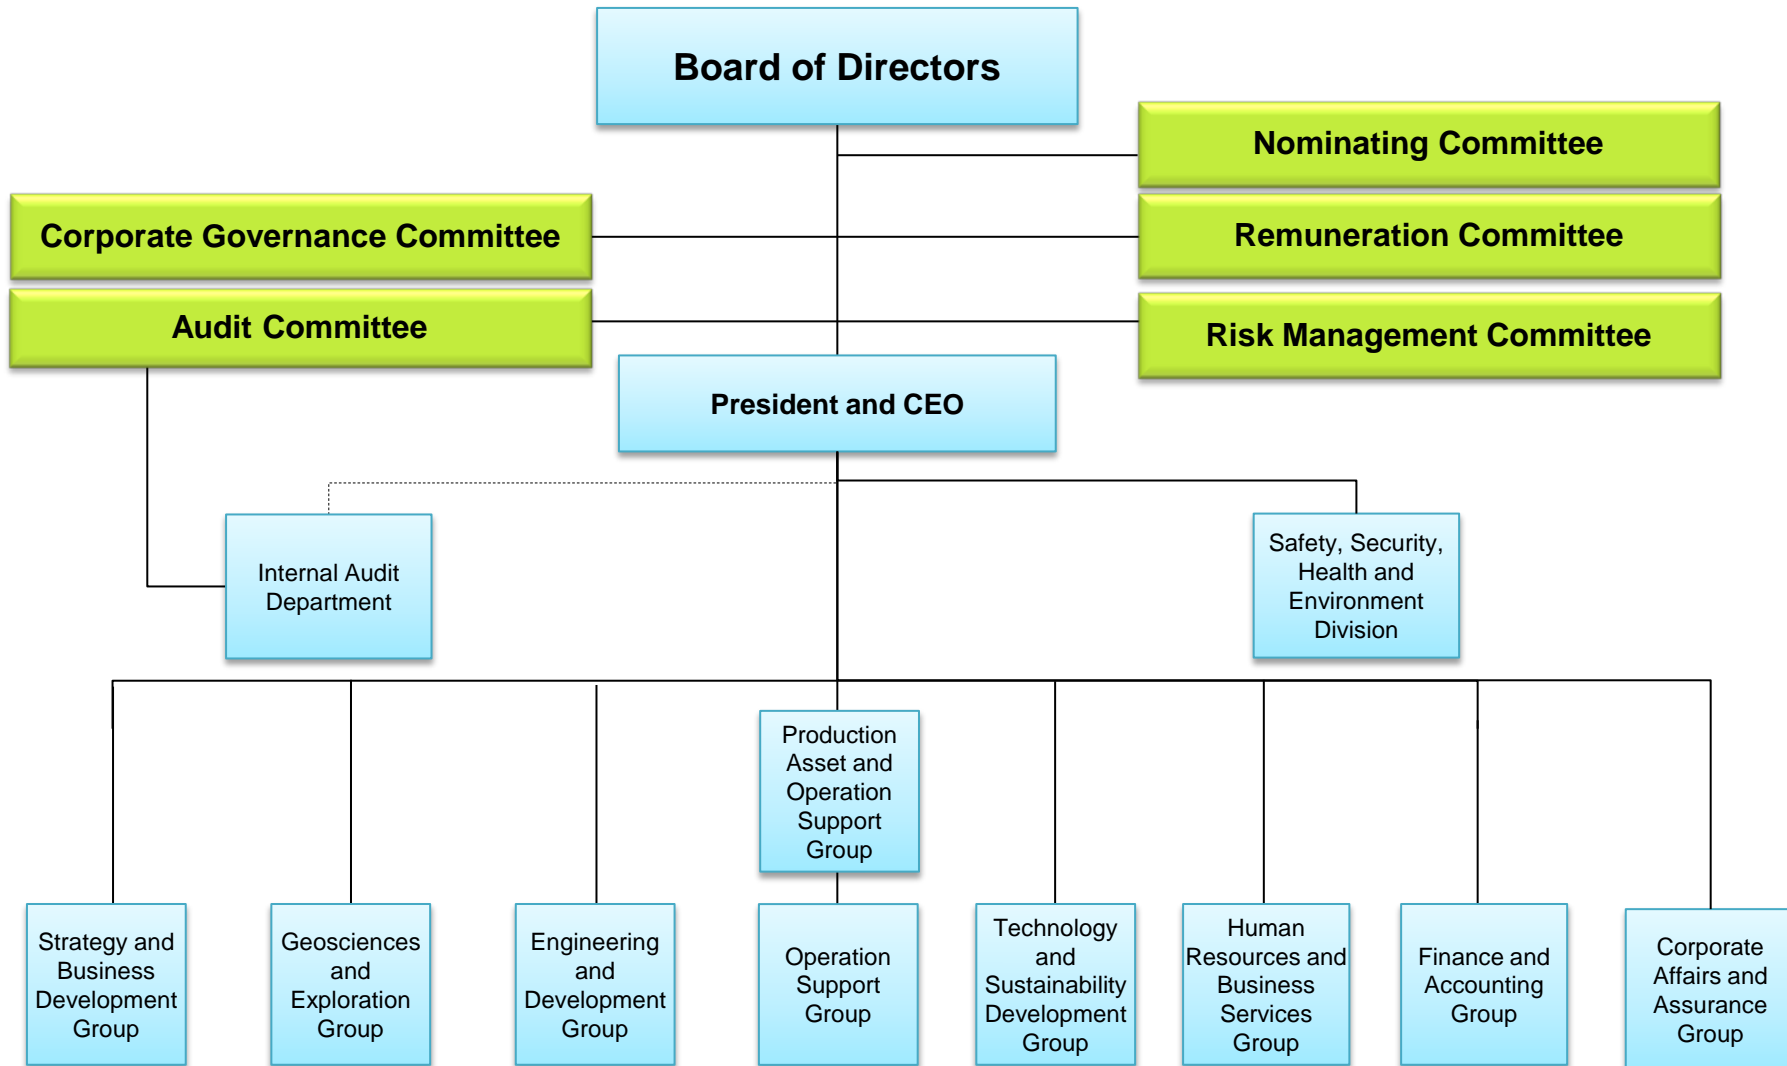 Board of Directors
Nominating Committee
Corporate Governance Committee
Remuneration Committee
Audit Committee
Risk Management Committee
President and CEO
Internal Audit
Department
Safety, Security,
Health and
Environment
Division
Production
Asset and
Operation
Support
Group
Strategy and
Business
Development
Group
Geosciences
and
Exploration
Group
Engineering
and
Development
Group
Operation
Support
Group
Technology
and
Sustainability
Development
Group
Human
Resources and
Business
Services
Group
Finance and
Accounting
Group
Corporate
Affairs and
Assurance
Group